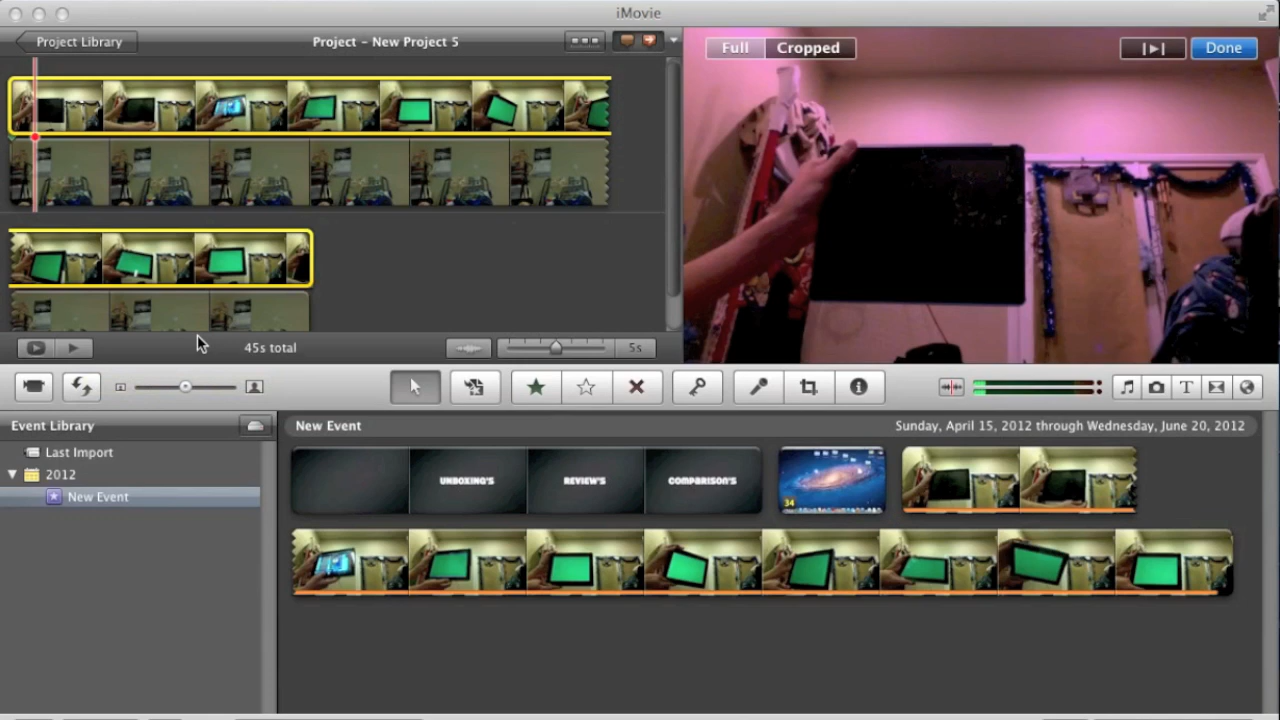 iMovie
Project Library
Project – New Project 5
Full
Cropped
Done
45s total
5s
Event Library
New Event
Sunday, April 15, 2012 through Wednesday, June 20, 2012
Last Import
2012
New Event
UNBOXING'S
REVIEW'S
COMPARISON'S
34